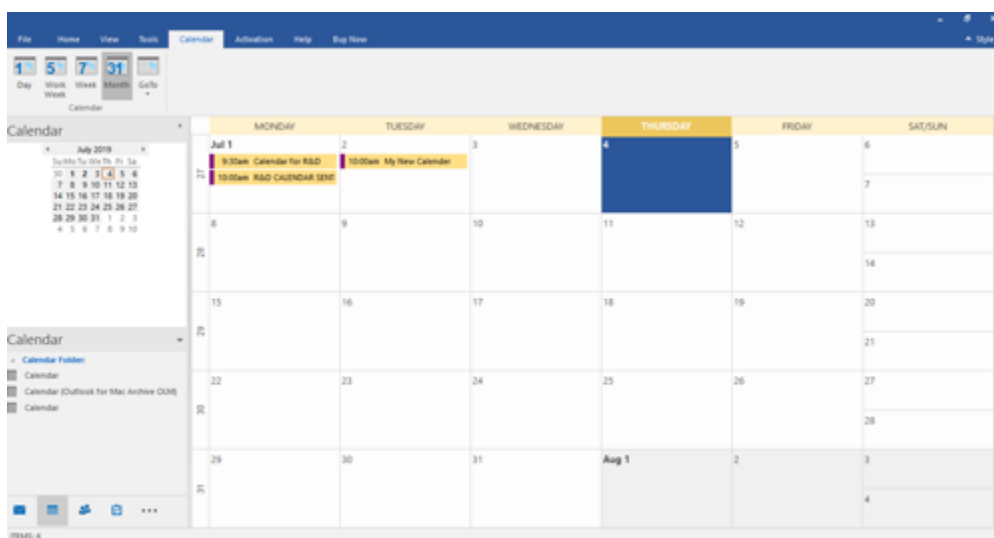 File Home View Tools Calendar Activation Help Buy Now Style
1 5 7 31
Day Work Week Week Month GoTo
Calendar
Calendar
July 2019
Su Mo Tu We Th Fr Sa
30 1 2 3 4 5 6
7 8 9 10 11 12 13
14 15 16 17 18 19 20
21 22 23 24 25 26 27
28 29 30 31 1 2 3
4 5 6 7 8 9 10
MONDAY TUESDAY WEDNESDAY THURSDAY FRIDAY SAT/SUN
27
Jul 1 2 3 4 5 6
9:30am Calendar for R&D 10:00am My New Calender
10:00am R&D CALENDAR SENT
7
28
8 9 10 11 12 13
14
29
15 16 17 18 19 20
21
30
22 23 24 25 26 27
28
31
29 30 31 Aug 1 2 3
4
Calendar
Calendar Folder:
Calendar
Calendar (Outlook for Mac Archive OLM)
Calendar